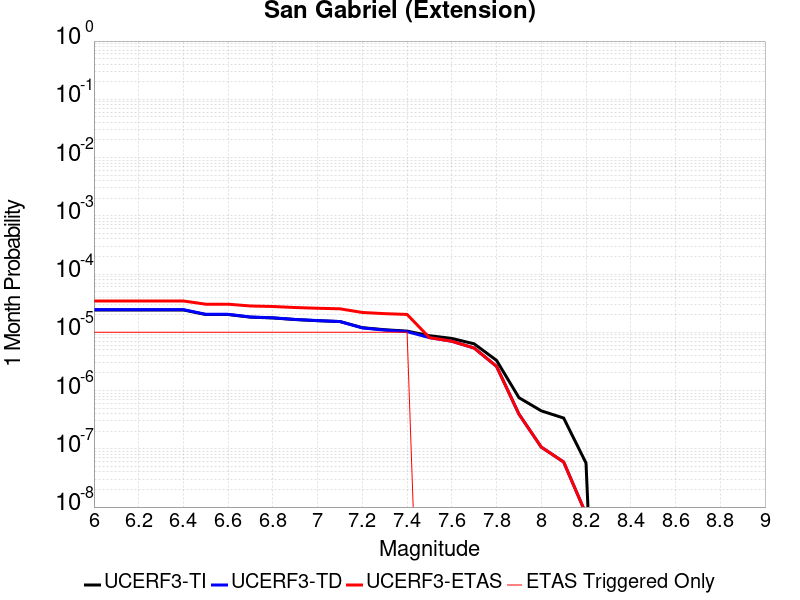 San Gabriel (Extension)
10^0
10^-1
10^-2
10^-3
10^-4
10^-5
10^-6
10^-7
10^-8
1 Month Probability
6 6.2 6.4 6.6 6.8 7 7.2 7.4 7.6 7.8 8 8.2 8.4 8.6 8.8 9
Magnitude
UCERF3-TI UCERF3-TD UCERF3-ETAS ETAS Triggered Only